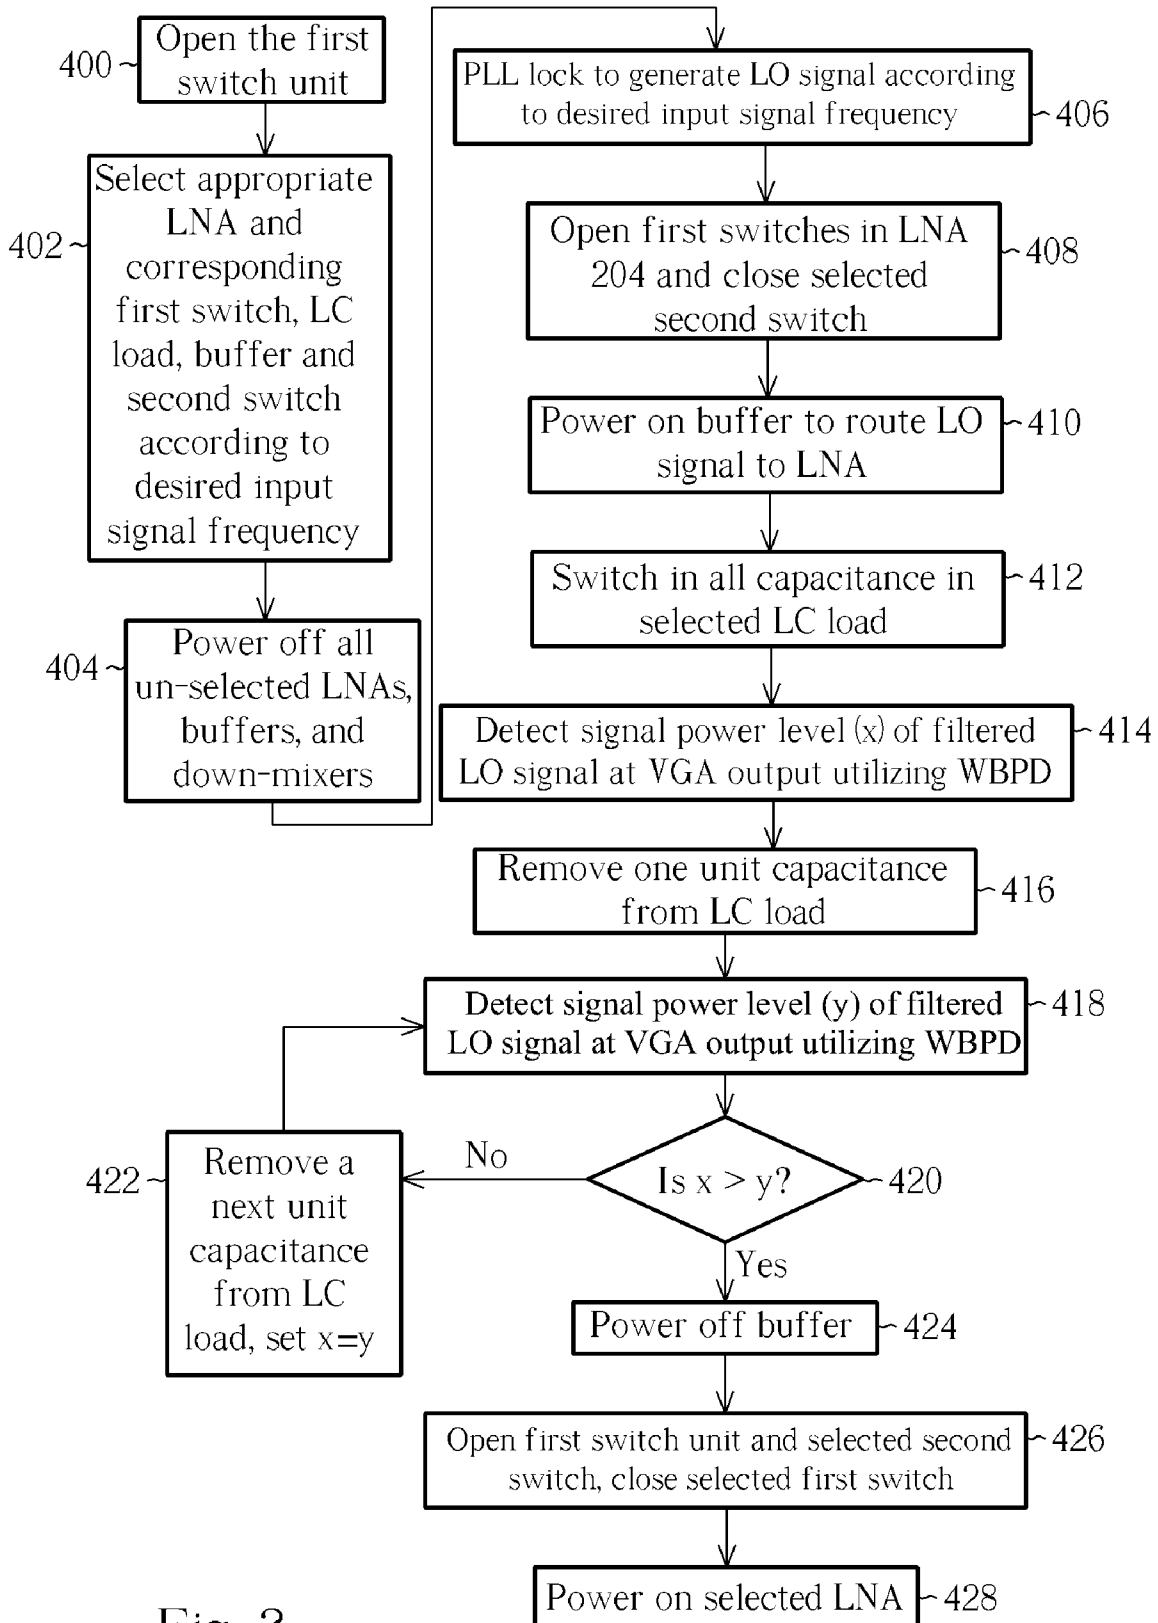 400
Open the first
switch unit
402
Select appropriate
LNA and
corresponding
first switch, LC
load, buffer and
second switch
according to
desired input
signal frequency
404
Power off all
un-selected LNAs,
buffers, and
down-mixers
PLL lock to generate LO signal according
to desired input signal frequency
406
Open first switches in LNA
204 and close selected
second switch
408
Power on buffer to route LO
signal to LNA
410
Switch in all capacitance in
selected LC load
412
Detect signal power level (x) of filtered
LO signal at VGA output utilizing WBPD
414
Remove one unit capacitance
from LC load
416
Detect signal power level (y) of filtered
LO signal at VGA output utilizing WBPD
418
Is x > y?
420
No
422
Remove a
next unit
capacitance
from LC
load, set x=y
Yes
Power off buffer
424
Open first switch unit and selected second
switch, close selected first switch
426
Power on selected LNA
428